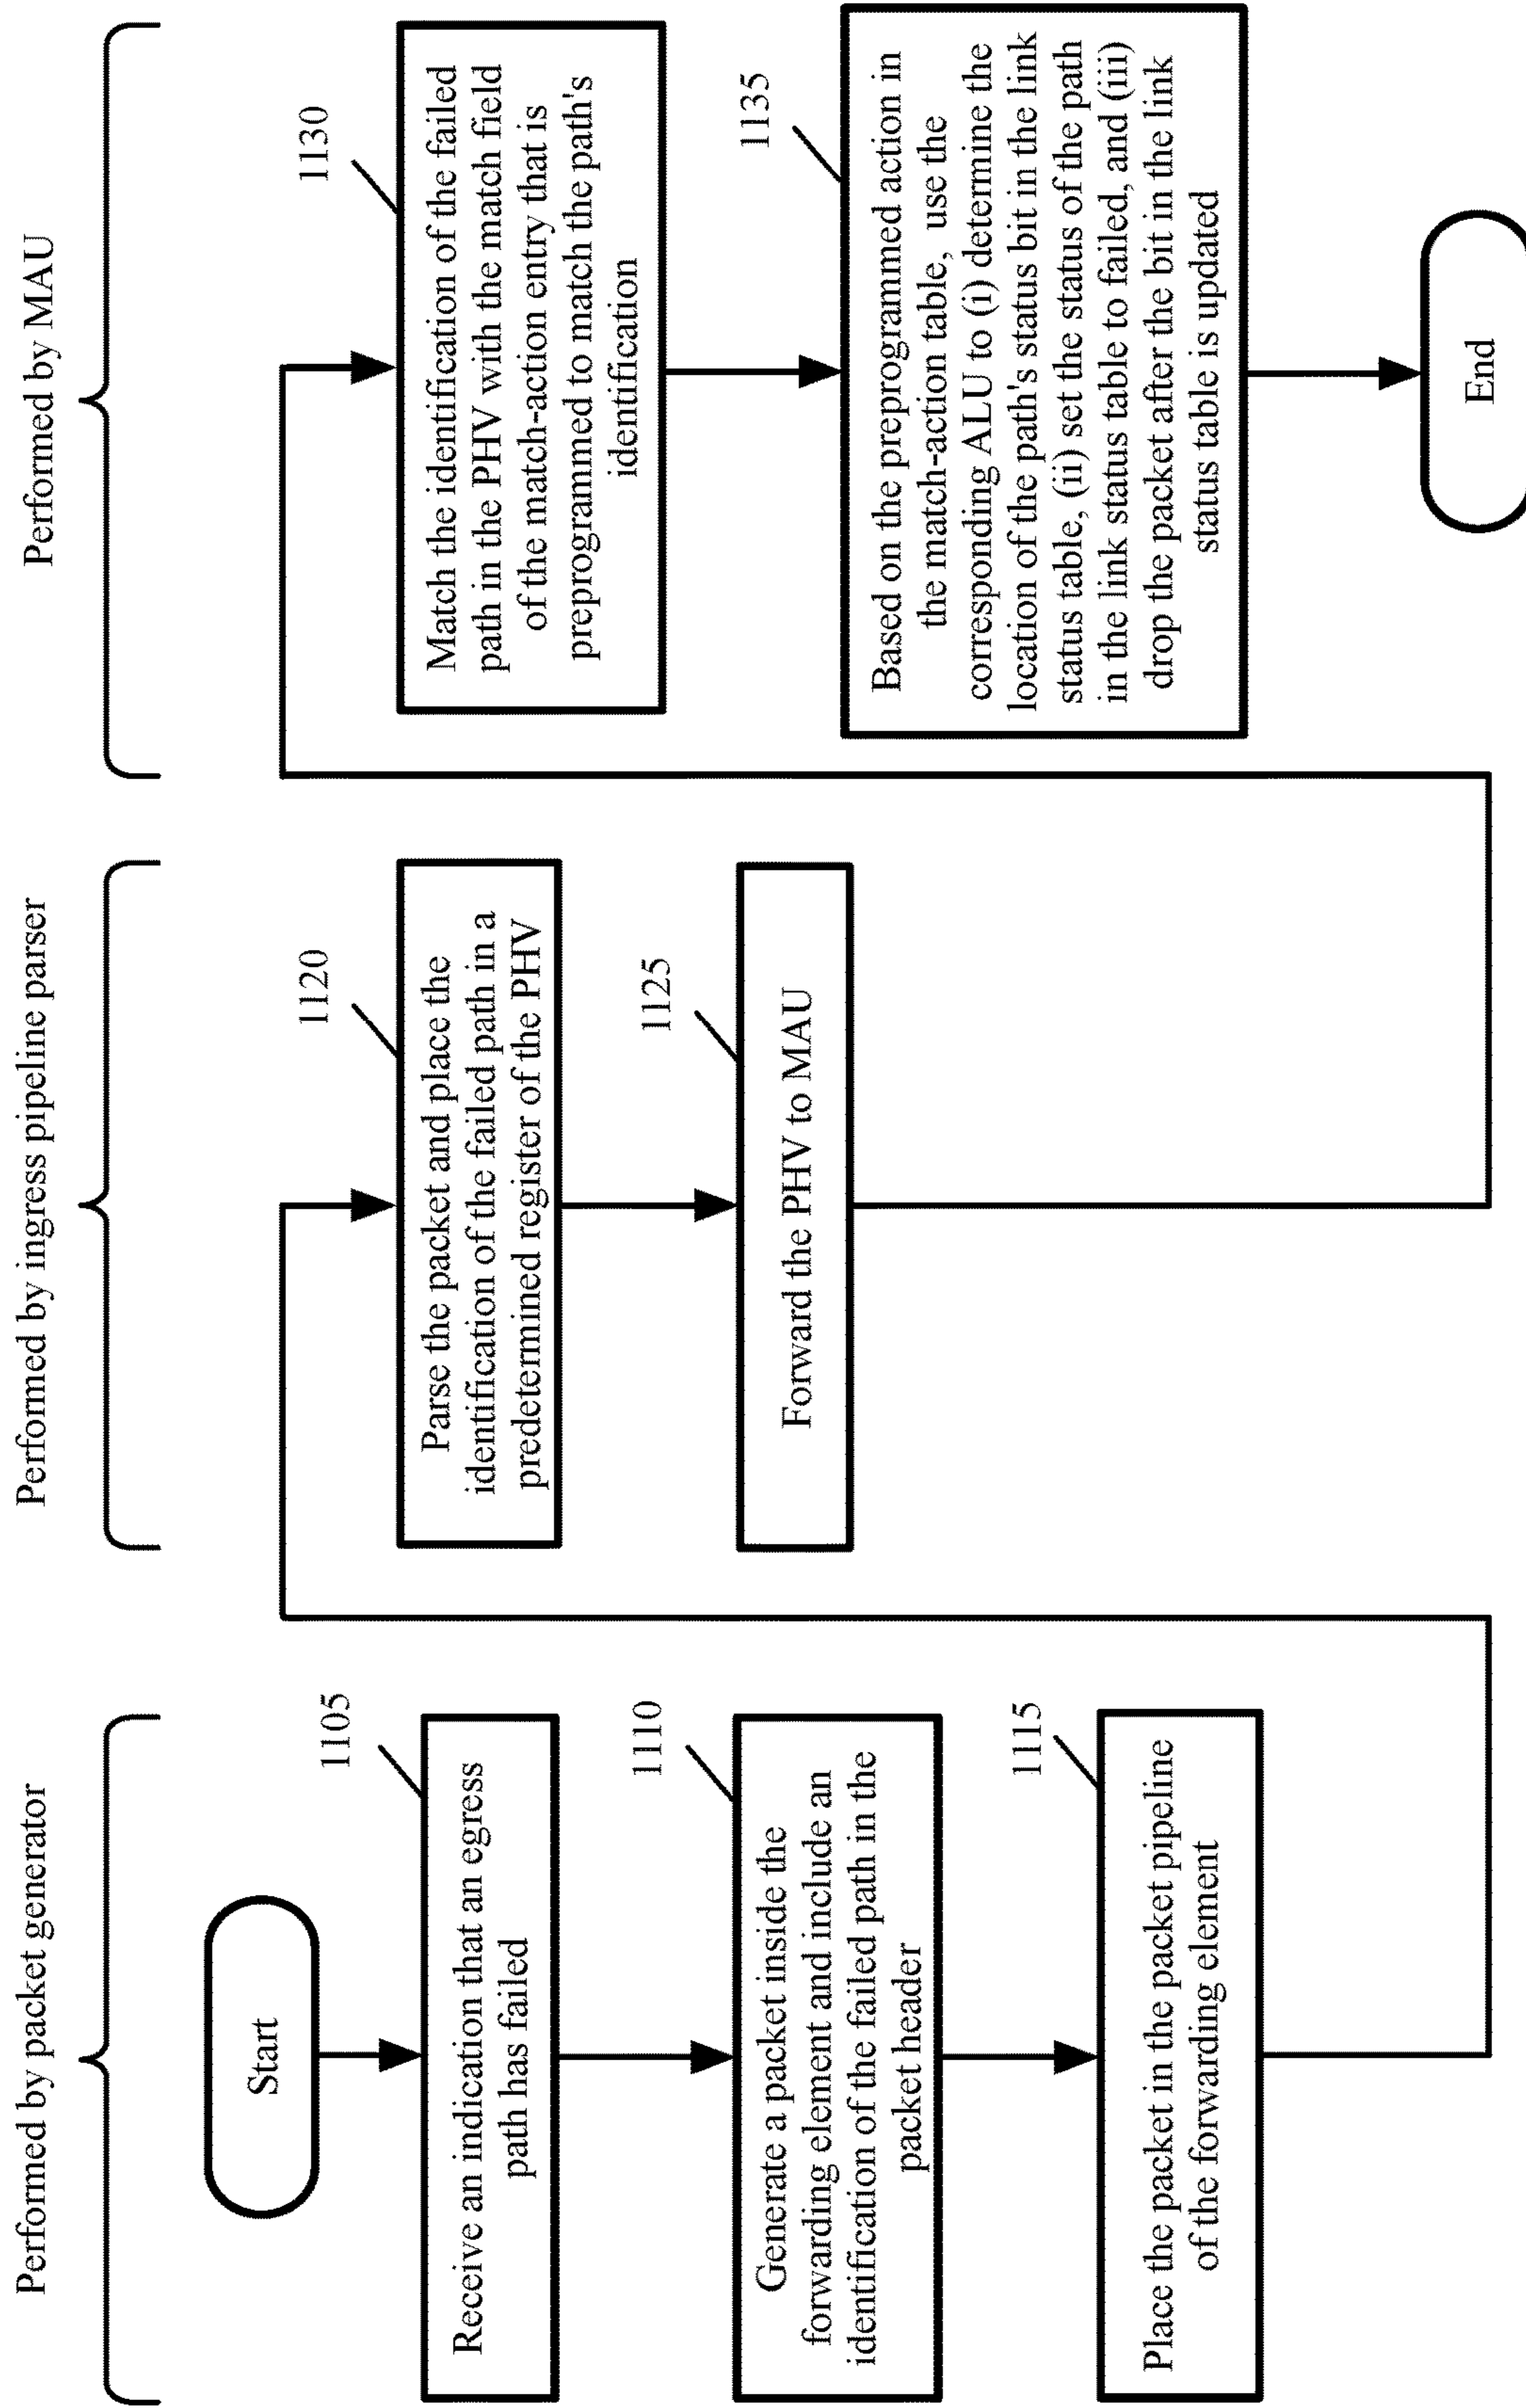 Performed by packet generator
Start
1105
Receive an indication that an egress
path has failed
1110
Generate a packet inside the
forwarding element and include an
identification of the failed path in the
packet header
1115
Place the packet in the packet pipeline
of the forwarding element
Performed by ingress pipeline parser
1120
Parse the packet and place the
identification of the failed path in a
predetermined register of the PHV
1125
Forward the PHV to MAU
Performed by MAU
1130
Match the identification of the failed
path in the PHV with the match field
of the match-action entry that is
preprogrammed to match the path's
identification
1135
Based on the preprogrammed action in
the match-action table, use the
corresponding ALU to (i) determine the
location of the path's status bit in the link
status table, (ii) set the status of the path
in the link status table to failed, and (iii)
drop the packet after the bit in the link
status table is updated
End